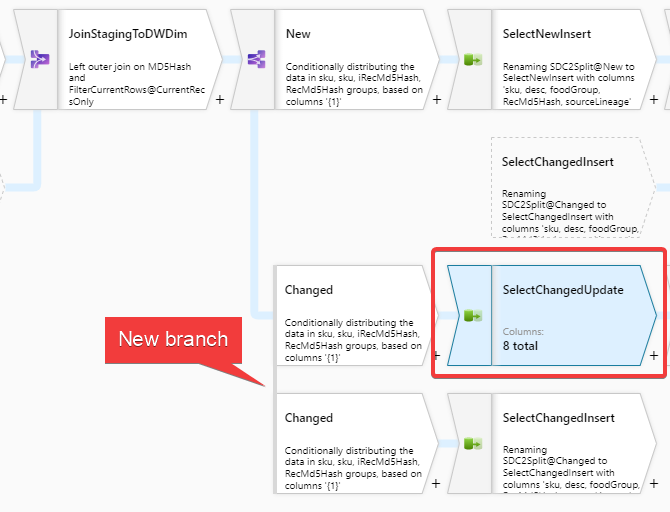 JoinStagingToDWDim
Left outer join on MD5Hash
and
FilterCurrentRows@CurrentRec
sOnly
+
New
Conditionally distributing the
data in sku, sku, iRecMd5Hash,
RecMd5Hash groups, based on
columns '{1}'
+
SelectNewInsert
Renaming SDC2Split@New to
SelectNewInsert with columns
'sku, desc, foodGroup,
RecMd5Hash, sourceLineage'
+
+
SelectChangedInsert
Renaming
SDC2Split@Changed to
SelectChangedInsert with
columns 'sku, desc, foodGroup,
Changed
Conditionally distributing the
data in sku, sku, iRecMd5Hash,
RecMd5Hash groups, based on
columns '{1}'
+
SelectChangedUpdate
Columns:
8 total
+
New branch
Changed
Conditionally distributing the
data in sku, sku, iRecMd5Hash,
RecMd5Hash groups, based on
columns '{1}'
+
SelectChangedInsert
Renaming
SDC2Split@Changed to
SelectChangedInsert with
columns 'sku, desc, foodGroup,
+